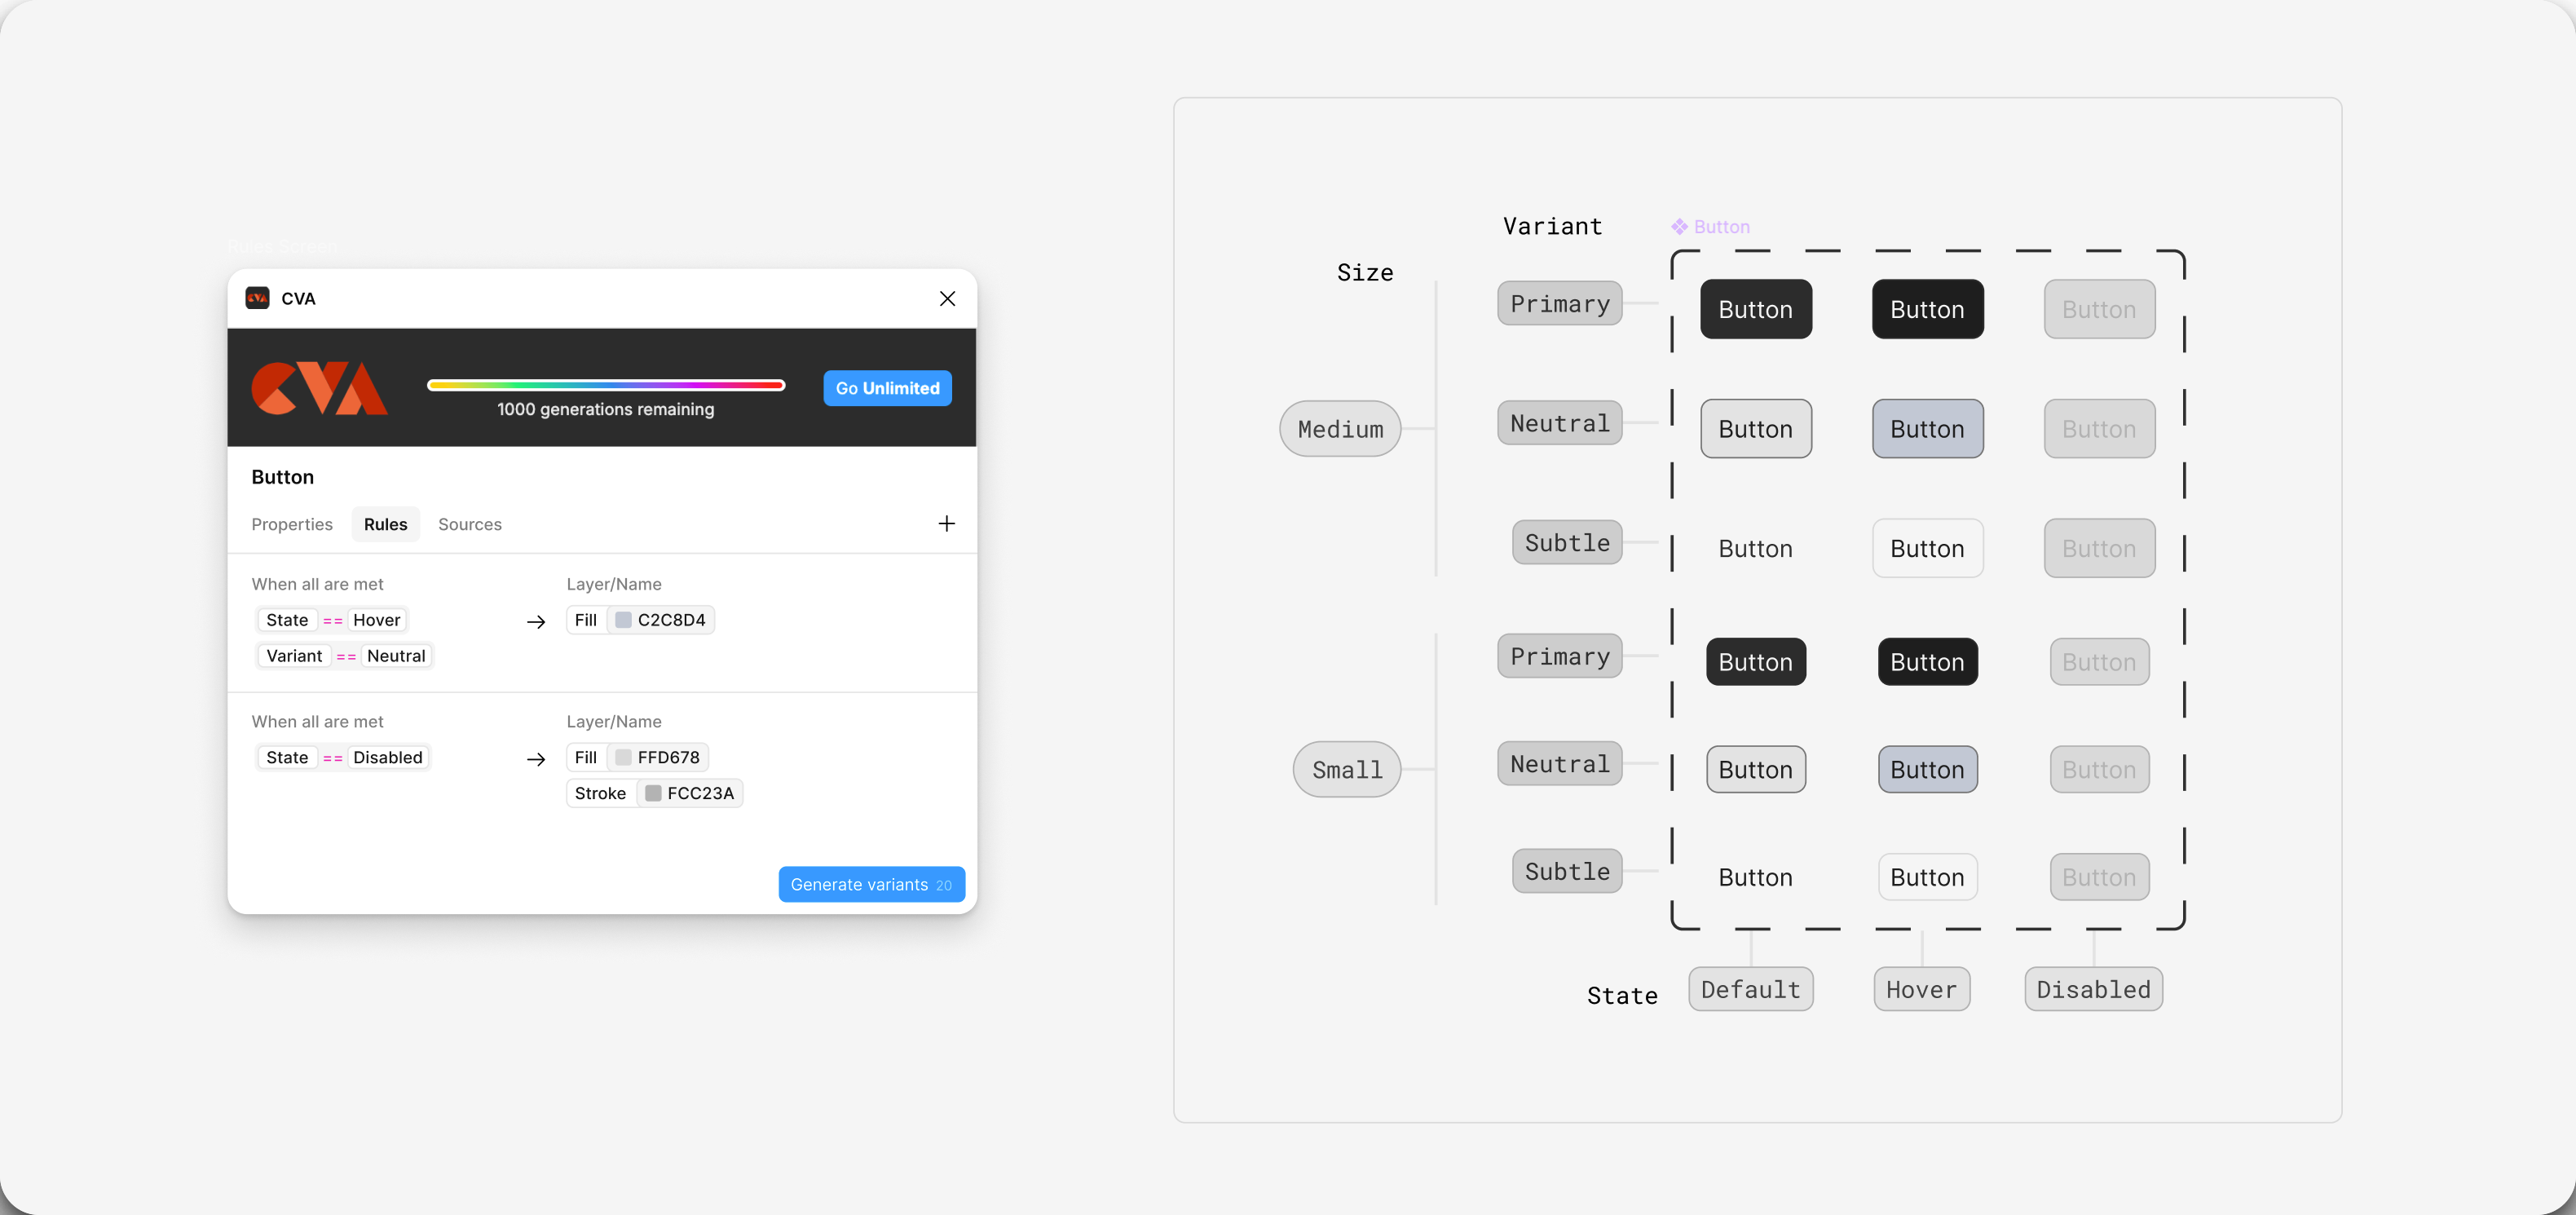 Rules Screen
CVA
CVA
1000 generations remaining
Go Unlimited
Button
Properties Rules Sources
When all are met Layer/Name
State == Hover → Fill C2C8D4
Variant == Neutral
When all are met Layer/Name
State == Disabled → Fill FFD678
Stroke FCC23A
Generate variants 20
Variant Button
Size
Primary Button Button Button
Medium Neutral Button Button Button
Subtle Button Button Button
Primary Button Button Button
Small Neutral Button Button Button
Subtle Button Button Button
State Default Hover Disabled